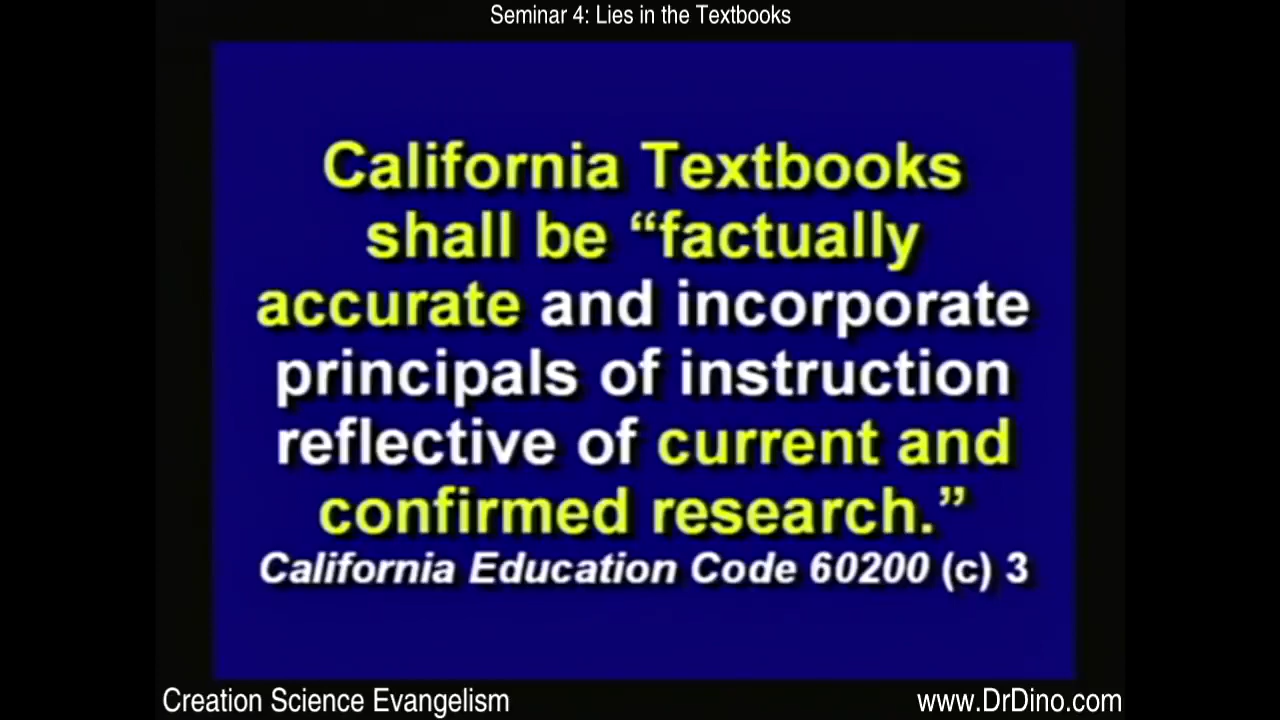 Seminar 4: Lies in the Textbooks
California Textbooks
shall be “factually
accurate and incorporate
principals of instruction
reflective of current and
confirmed research.”
California Education Code 60200 (c) 3
Creation Science Evangelism
www.DrDino.com